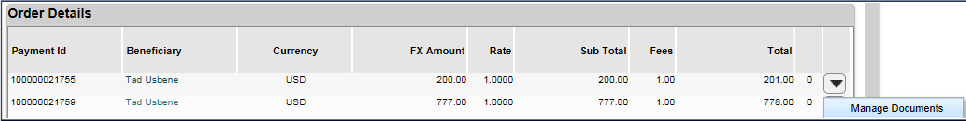 Order Details
Payment Id Beneficiary Currency FX Amount Rate Sub Total Fees Total
100000021755 Tad Usbene USD 200.00 1.0000 200.00 1.00 201.00 0
100000021759 Tad Usbene USD 777.00 1.0000 777.00 1.00 778.00 0
Manage Documents